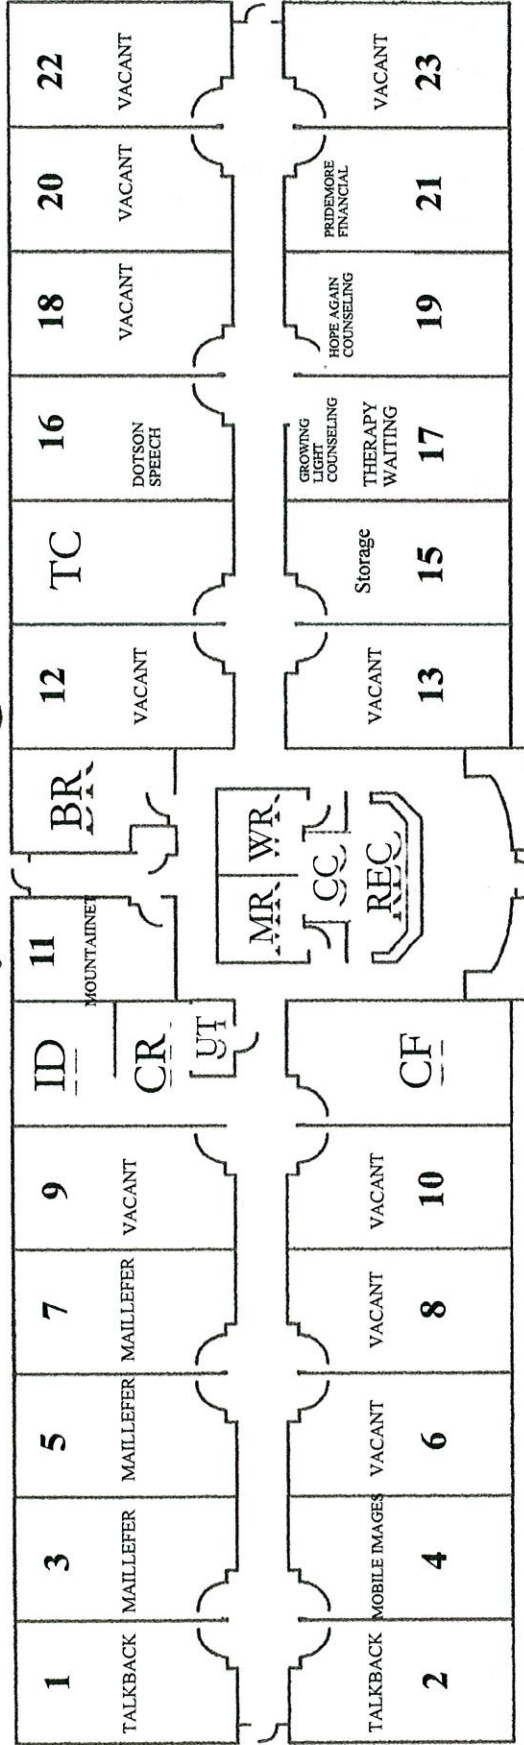 1
TALKBACK
3
MAILLEFER
5
MAILLEFER
7
MAILLEFER
9
VACANT
ID
CR
UT
11
MOUNTAIINET
BR
12
VACANT
TC
16
DOTSON
SPEECH
18
VACANT
20
VACANT
22
VACANT
MR
WR
CC
REC
TALKBACK
2
MOBILE IMAGES
4
VACANT
6
VACANT
8
VACANT
10
CF
VACANT
13
Storage
15
GROWING
LIGHT
COUNSELING
THERAPY
WAITING
17
HOPE AGAIN
COUNSELING
19
PRIDEMORE
FINANCIAL
21
VACANT
23